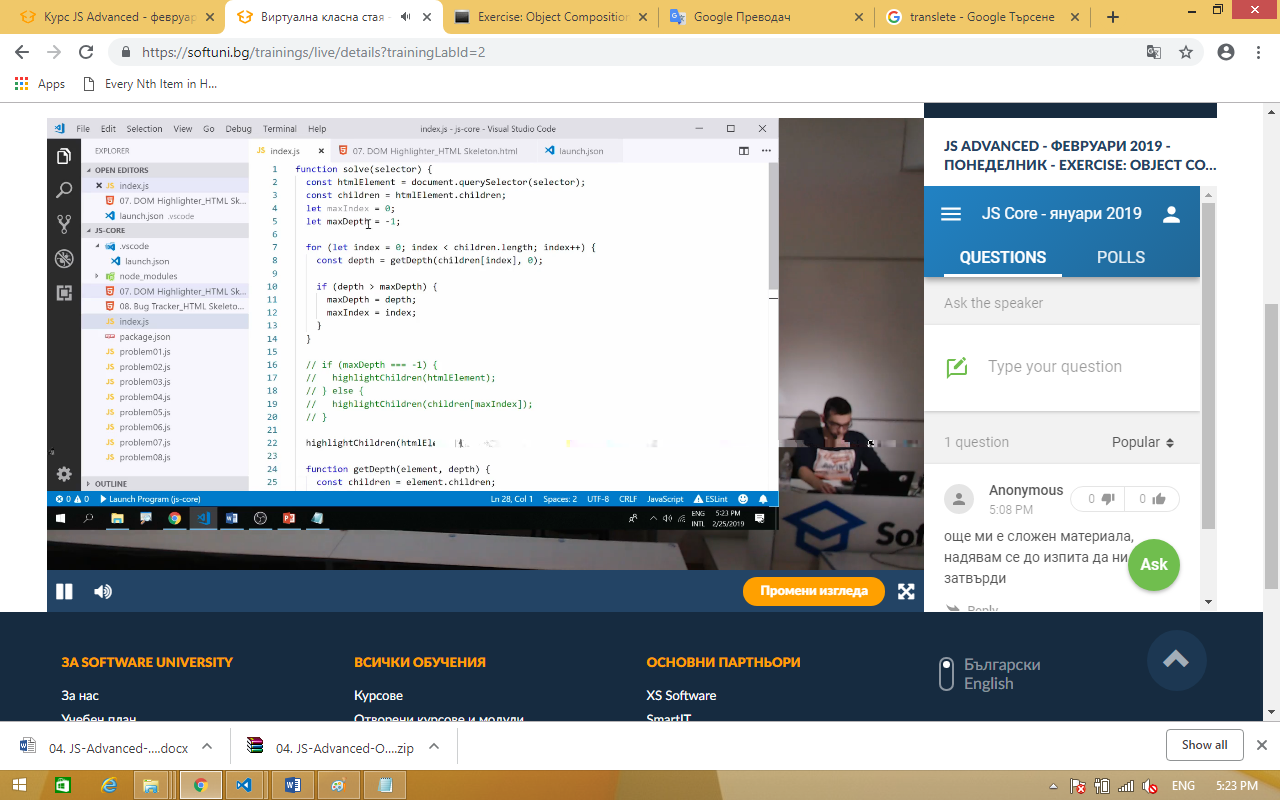 Курс JS Advanced - февруар
Виртуална класна стая -
Exercise: Object Composition
Google Преводач
translete - Google Търсене
https://softuni.bg/trainings/live/details?trainingLabId=2
Apps
Every Nth Item in H...
File Edit Selection View Go Debug Terminal Help
index.js - js-core - Visual Studio Code
EXPLORER
OPEN EDITORS
index.js
07. DOM Highlighter_HTML Sk...
launch.json .vscode
JS-CORE
.vscode
launch.json
node_modules
07. DOM Highlighter_HTML Sk...
08. Bug Tracker_HTML Skeleto...
index.js
package.json
problem01.js
problem02.js
problem03.js
problem04.js
problem05.js
problem06.js
problem07.js
problem08.js
OUTLINE
index.js
07. DOM Highlighter_HTML Skeleton.html
launch.json
1 function solve(selector) {
2 const htmlElement = document.querySelector(selector);
3 const children = htmlElement.children;
4 let maxIndex = 0;
5 let maxDepth = -1;
6
7 for (let index = 0; index < children.length; index++) {
8 const depth = getDepth(children[index], 0);
9
10 if (depth > maxDepth) {
11 maxDepth = depth;
12 maxIndex = index;
13 }
14 }
15
16 // if (maxDepth === -1) {
17 // highlightChildren(htmlElement);
18 // } else {
19 // highlightChildren(children[maxIndex]);
20 // }
21
22 highlightChildren(htmlEl
23
24 function getDepth(element, depth) {
25 const children = element.children;
0 0 Launch Program (js-core)
Ln 28, Col 1 Spaces: 2 UTF-8 CRLF JavaScript ESLint
ENG
INTL
5:23 PM
2/25/2019
Sof
Промени изгледа
JS ADVANCED - ФЕВРУАРИ 2019 -
ПОНЕДЕЛНИК - EXERCISE: OBJECT CO...
JS Core - януари 2019
QUESTIONS POLLS
Ask the speaker
Type your question
1 question
Popular
Anonymous
5:08 PM
0 0
още ми е сложен материала,
надявам се до изпита да ни
затвърди
Ask
Reply
ЗА SOFTWARE UNIVERSITY
За нас
Учебен план
ВСИЧКИ ОБУЧЕНИЯ
Курсове
Отворени курсове и модули
ОСНОВНИ ПАРТНЬОРИ
XS Software
SmartIT
Български
English
04. JS-Advanced-....docx
04. JS-Advanced-O....zip
Show all
ENG
5:23 PM